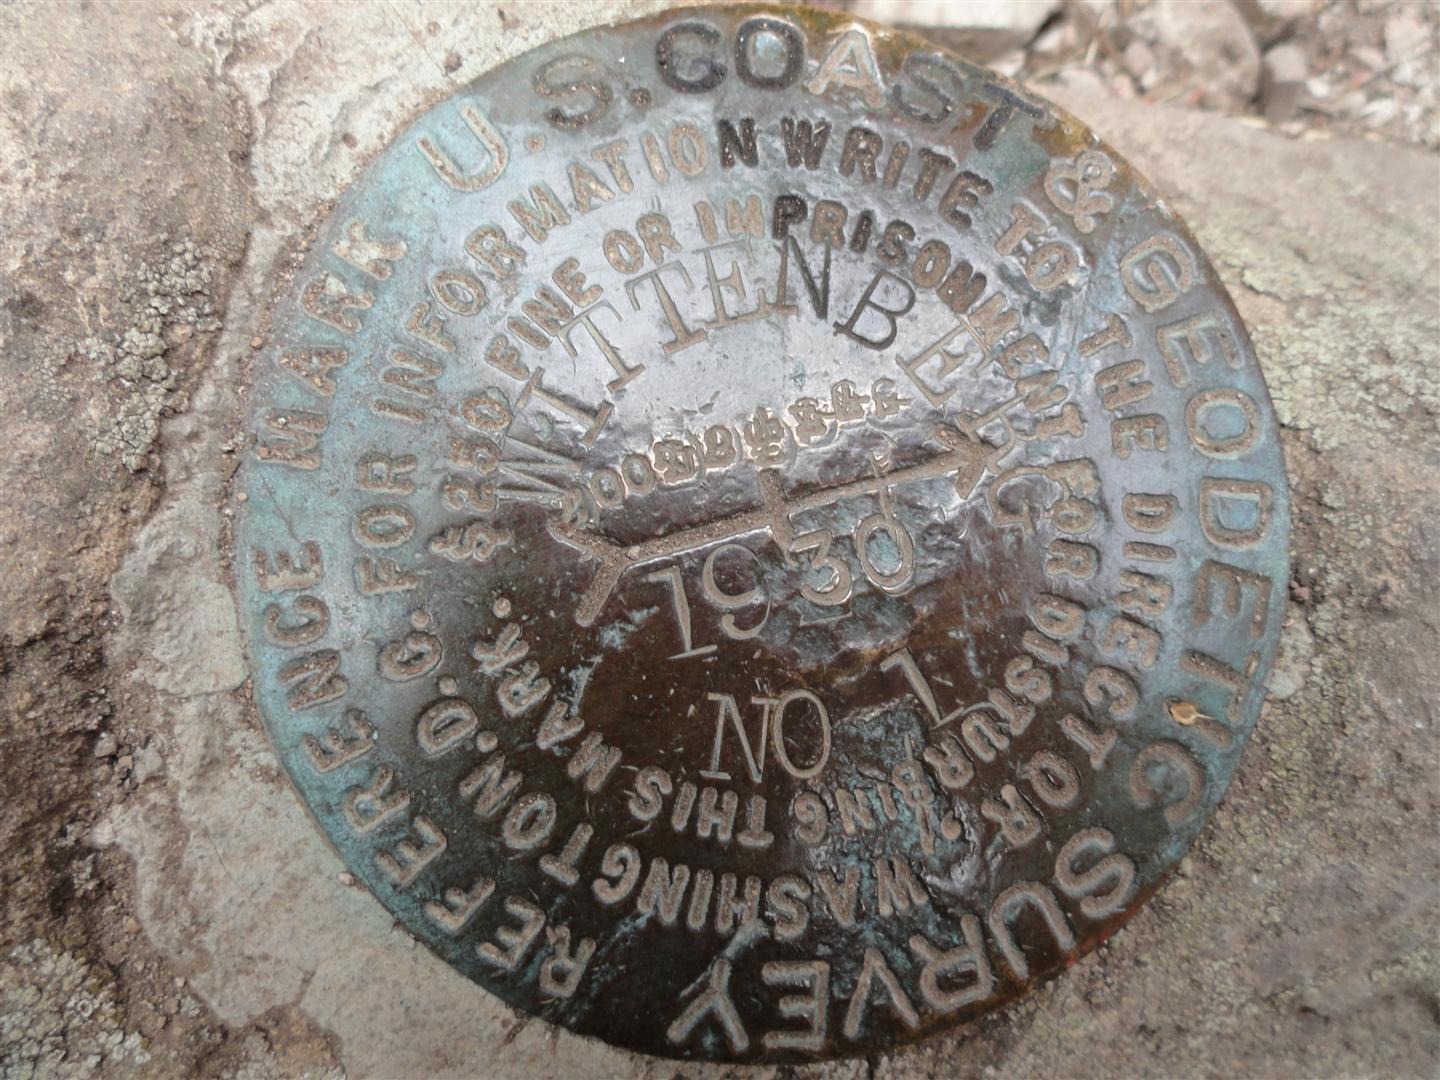 U.S. COAST & GEODETIC SURVEY
REFERENCE MARK
FOR INFORMATION WRITE TO THE DIRECTOR. WASHINGTON. D. C.
$250 FINE OR IMPRISONMENT FOR DISTURBING THIS MARK.
WITTENBERG
1930
NO 1